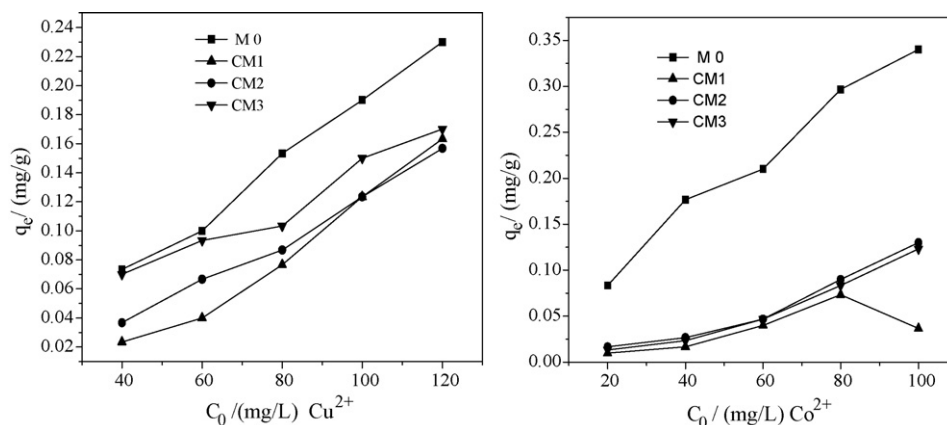 0.24
0.22
0.20
0.18
0.16
0.14
0.12
0.10
0.08
0.06
0.04
0.02
q_e/ (mg/g)
M 0
CM1
CM2
CM3
40 60 80 100 120
C_0 /(mg/L) Cu^2+
0.35
0.30
0.25
0.20
0.15
0.10
0.05
0.00
q_e/ (mg/g)
M 0
CM1
CM2
CM3
20 40 60 80 100
C_0 / (mg/L) Co^2+